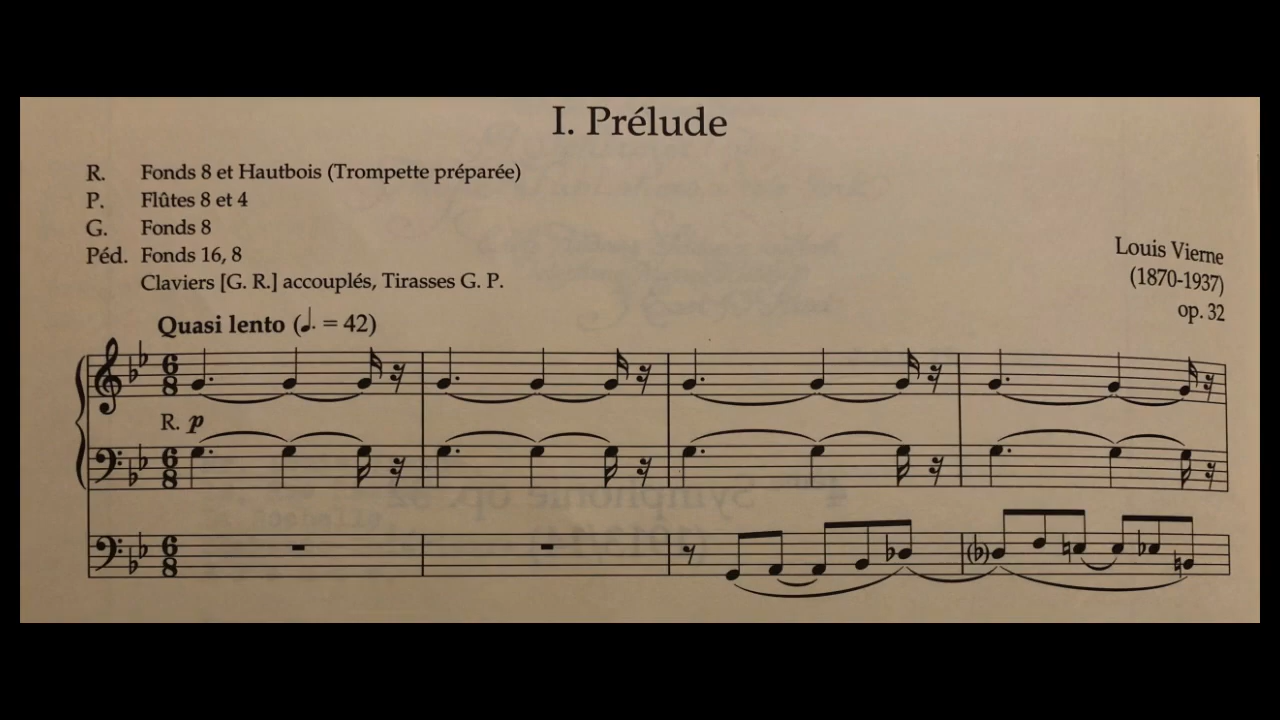 I. Prélude
R. Fonds 8 et Hautbois (Trompette préparée)
P. Flûtes 8 et 4
G. Fonds 8
Péd. Fonds 16, 8
Claviers [G. R.] accouplés, Tirasses G. P.
Louis Vierne
(1870-1937)
op. 32
Quasi lento (♩. = 42)
R. p